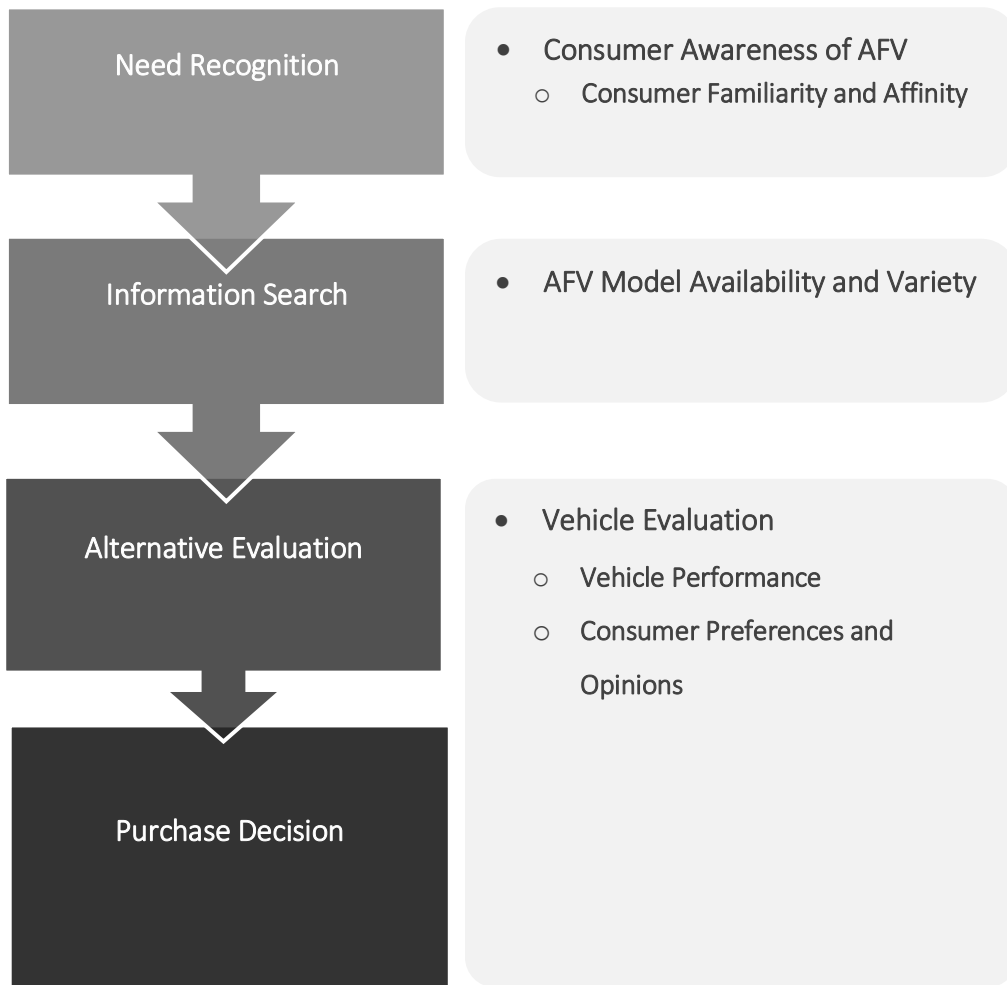 Need Recognition
• Consumer Awareness of AFV
o Consumer Familiarity and Affinity
Information Search
• AFV Model Availability and Variety
Alternative Evaluation
• Vehicle Evaluation
o Vehicle Performance
o Consumer Preferences and
Opinions
Purchase Decision